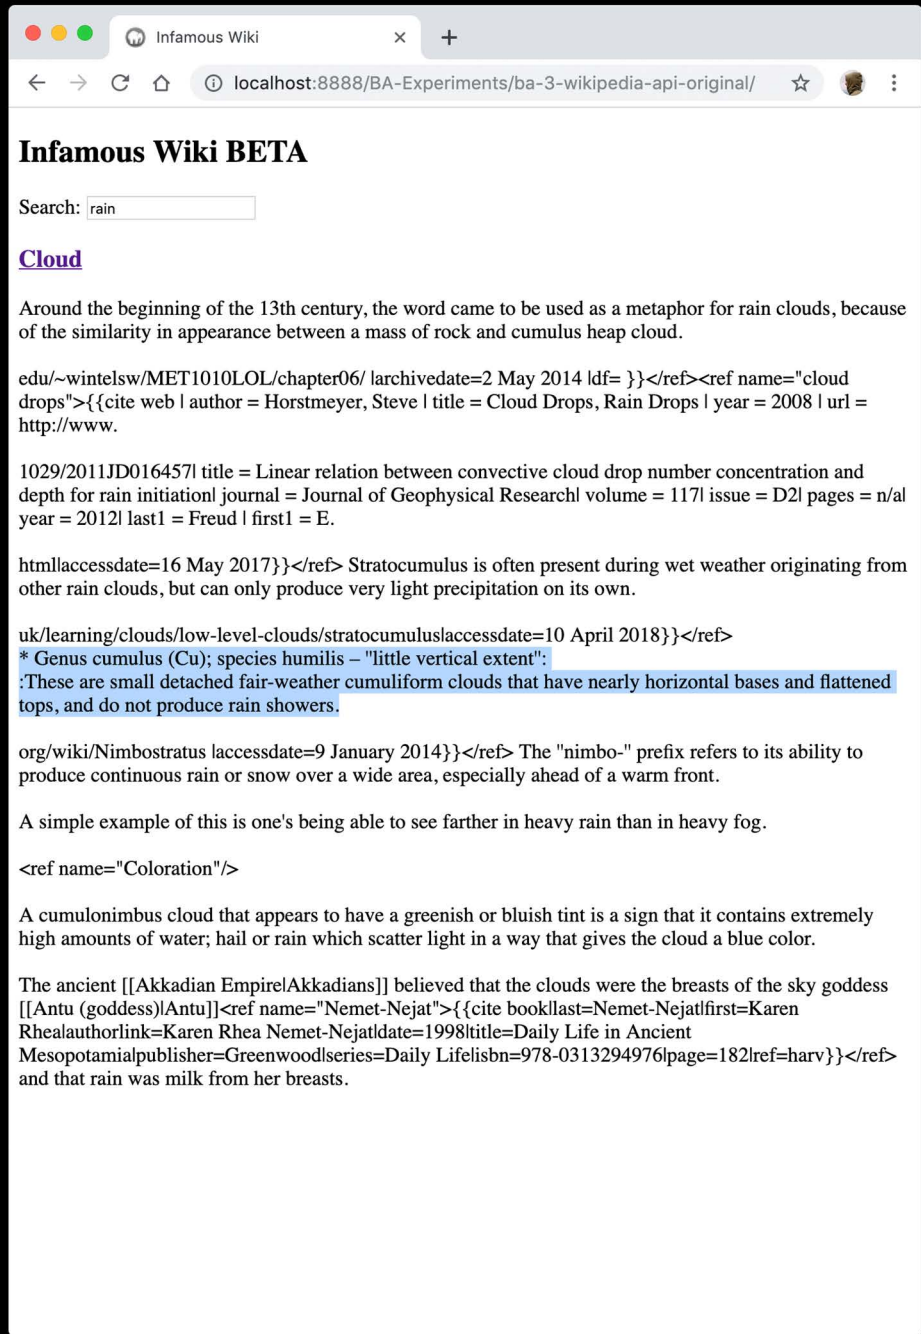 Infamous Wiki
localhost:8888/BA-Experiments/ba-3-wikipedia-api-original/
Infamous Wiki BETA
Search: rain
Cloud
Around the beginning of the 13th century, the word came to be used as a metaphor for rain clouds, because
of the similarity in appearance between a mass of rock and cumulus heap cloud.
edu/~wintelsw/MET1010LOL/chapter06/ |archivedate=2 May 2014 |df= }}</ref><ref name="cloud
drops">{{cite web | author = Horstmeyer, Steve | title = Cloud Drops, Rain Drops | year = 2008 | url =
http://www.
1029/2011JD016457| title = Linear relation between convective cloud drop number concentration and
depth for rain initiation| journal = Journal of Geophysical Research| volume = 117| issue = D2| pages = n/a|
year = 2012| last1 = Freud | first1 = E.
html|accessdate=16 May 2017}}</ref> Stratocumulus is often present during wet weather originating from
other rain clouds, but can only produce very light precipitation on its own.
uk/learning/clouds/low-level-clouds/stratocumulus|accessdate=10 April 2018}}</ref>
* Genus cumulus (Cu); species humilis – "little vertical extent":
:These are small detached fair-weather cumuliform clouds that have nearly horizontal bases and flattened
tops, and do not produce rain showers.
org/wiki/Nimbostratus |accessdate=9 January 2014}}</ref> The "nimbo-" prefix refers to its ability to
produce continuous rain or snow over a wide area, especially ahead of a warm front.
A simple example of this is one's being able to see farther in heavy rain than in heavy fog.
<ref name="Coloration"/>
A cumulonimbus cloud that appears to have a greenish or bluish tint is a sign that it contains extremely
high amounts of water; hail or rain which scatter light in a way that gives the cloud a blue color.
The ancient [[Akkadian Empire|Akkadians]] believed that the clouds were the breasts of the sky goddess
[[Antu (goddess)|Antu]]<ref name="Nemet-Nejat">{{cite book|last=Nemet-Nejat|first=Karen
Rhea|authorlink=Karen Rhea Nemet-Nejat|date=1998|title=Daily Life in Ancient
Mesopotamia|publisher=Greenwood|series=Daily Life|isbn=978-0313294976|page=182|ref=harv}}</ref>
and that rain was milk from her breasts.